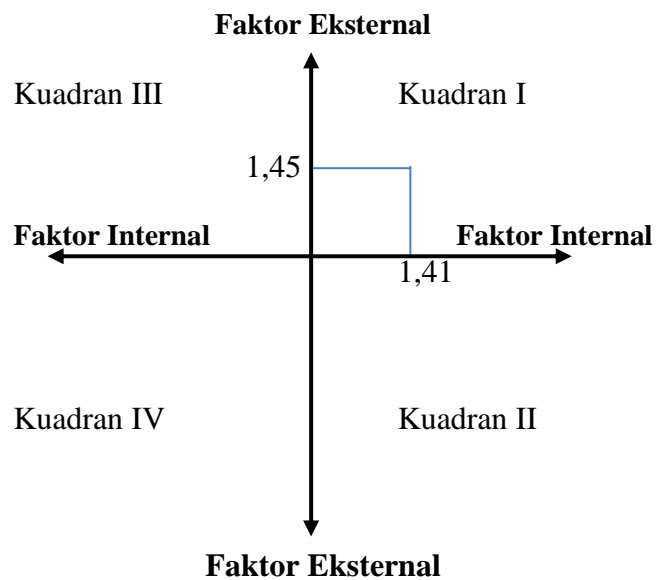 Faktor Eksternal
Kuadran III
Kuadran I
1,45
Faktor Internal
Faktor Internal
1,41
Kuadran IV
Kuadran II
Faktor Eksternal